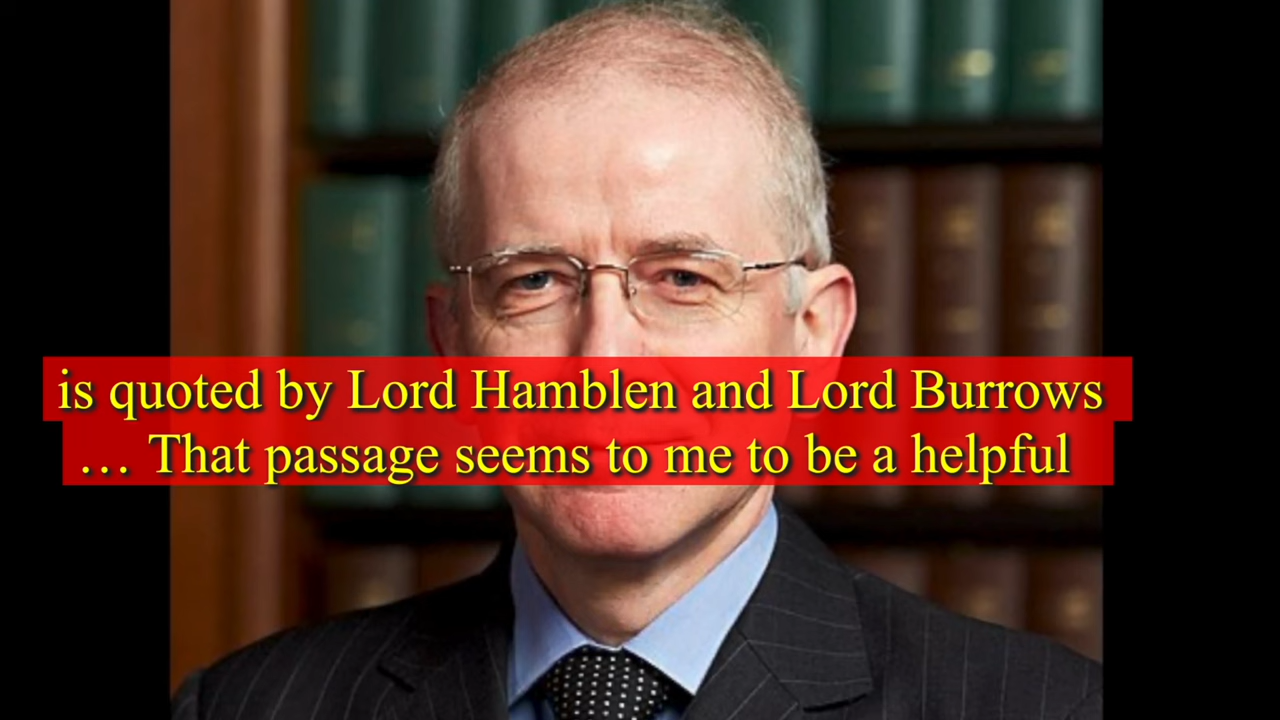 is quoted by Lord Hamblen and Lord Burrows
… That passage seems to me to be a helpful